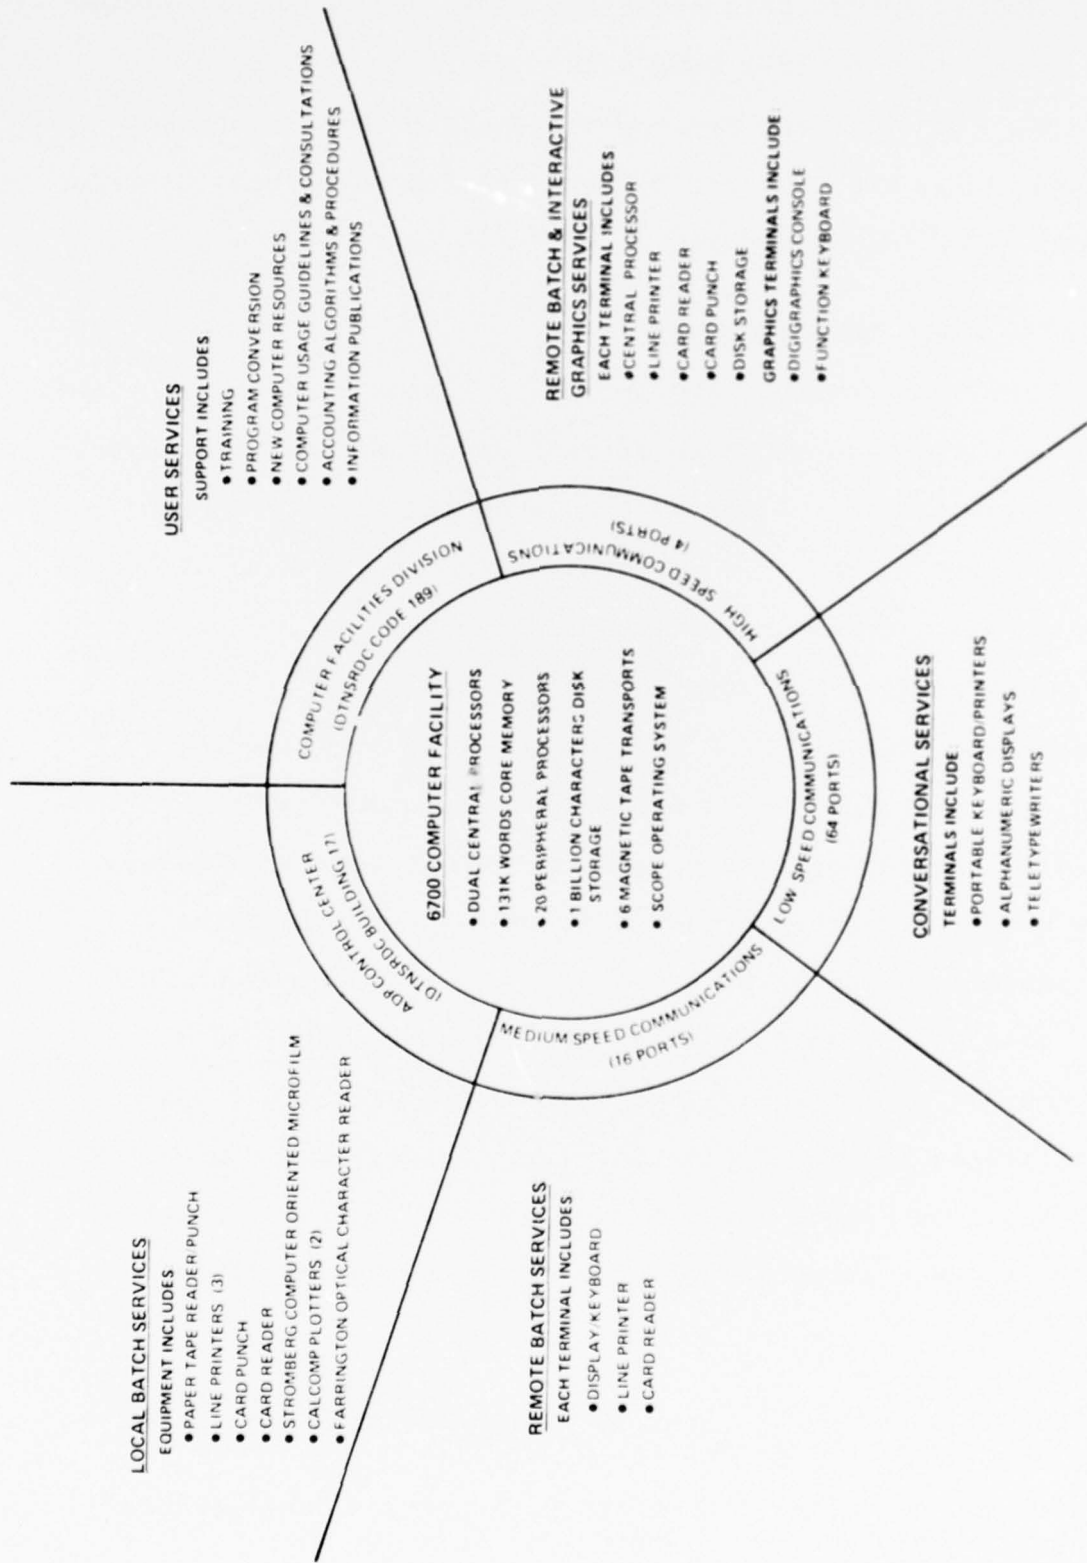 LOCAL BATCH SERVICES
EQUIPMENT INCLUDES
• PAPER TAPE READER/PUNCH
• LINE PRINTERS (3)
• CARD PUNCH
• CARD READER
• STROMBERG COMPUTER ORIENTED MICROFILM
• CALCOMP PLOTTERS (2)
• FARRINGTON OPTICAL CHARACTER READER
USER SERVICES
SUPPORT INCLUDES
• TRAINING
• PROGRAM CONVERSION
• NEW COMPUTER RESOURCES
• COMPUTER USAGE GUIDELINES & CONSULTATIONS
• ACCOUNTING ALGORITHMS & PROCEDURES
• INFORMATION PUBLICATIONS
ADP CONTROL CENTER
(DTNSRDC BUILDING 17)
COMPUTER FACILITIES DIVISION
(DTNSRDC CODE 189)
6700 COMPUTER FACILITY
• DUAL CENTRAL PROCESSORS
• 131K WORDS CORE MEMORY
• 20 PERIPHERAL PROCESSORS
• 1 BILLION CHARACTERS DISK
STORAGE
• 6 MAGNETIC TAPE TRANSPORTS
• SCOPE OPERATING SYSTEM
MEDIUM SPEED COMMUNICATIONS
(16 PORTS)
HIGH SPEED COMMUNICATIONS
(4 PORTS)
LOW SPEED COMMUNICATIONS
(64 PORTS)
REMOTE BATCH SERVICES
EACH TERMINAL INCLUDES
• DISPLAY/KEYBOARD
• LINE PRINTER
• CARD READER
REMOTE BATCH & INTERACTIVE
GRAPHICS SERVICES
EACH TERMINAL INCLUDES
• CENTRAL PROCESSOR
• LINE PRINTER
• CARD READER
• CARD PUNCH
• DISK STORAGE
GRAPHICS TERMINALS INCLUDE:
• DIGIGRAPHICS CONSOLE
• FUNCTION KEYBOARD
CONVERSATIONAL SERVICES
TERMINALS INCLUDE:
• PORTABLE KEYBOARD/PRINTERS
• ALPHANUMERIC DISPLAYS
• TELETYPEWRITERS